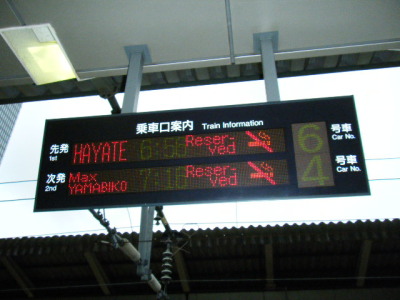 乗車口案内 Train Information
先発 1st HAYATE 6:56 Reser-ved 6 号車 Car No.
次発 2nd Max YAMABIKO 7:16 Reser-ved 4 号車 Car No.